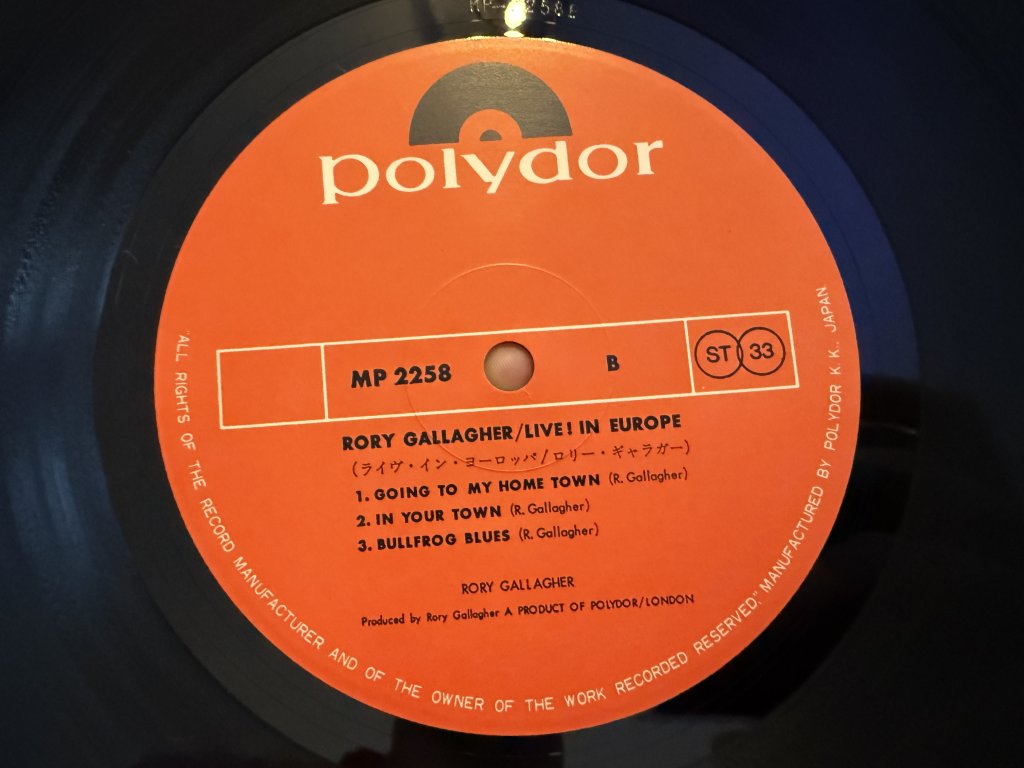 polydor
MP 2258 B ST 33
RORY GALLAGHER/LIVE! IN EUROPE
(ライヴ・イン・ヨーロッパ/ロリー・ギャラガー)
1. GOING TO MY HOME TOWN (R. Gallagher)
2. IN YOUR TOWN (R. Gallagher)
3. BULLFROG BLUES (R. Gallagher)
RORY GALLAGHER
Produced by Rory Gallagher A PRODUCT OF POLYDOR/LONDON
"ALL RIGHTS OF THE RECORD MANUFACTURER AND OF THE OWNER OF THE WORK RECORDED RESERVED." MANUFACTURED BY POLYDOR K.K., JAPAN